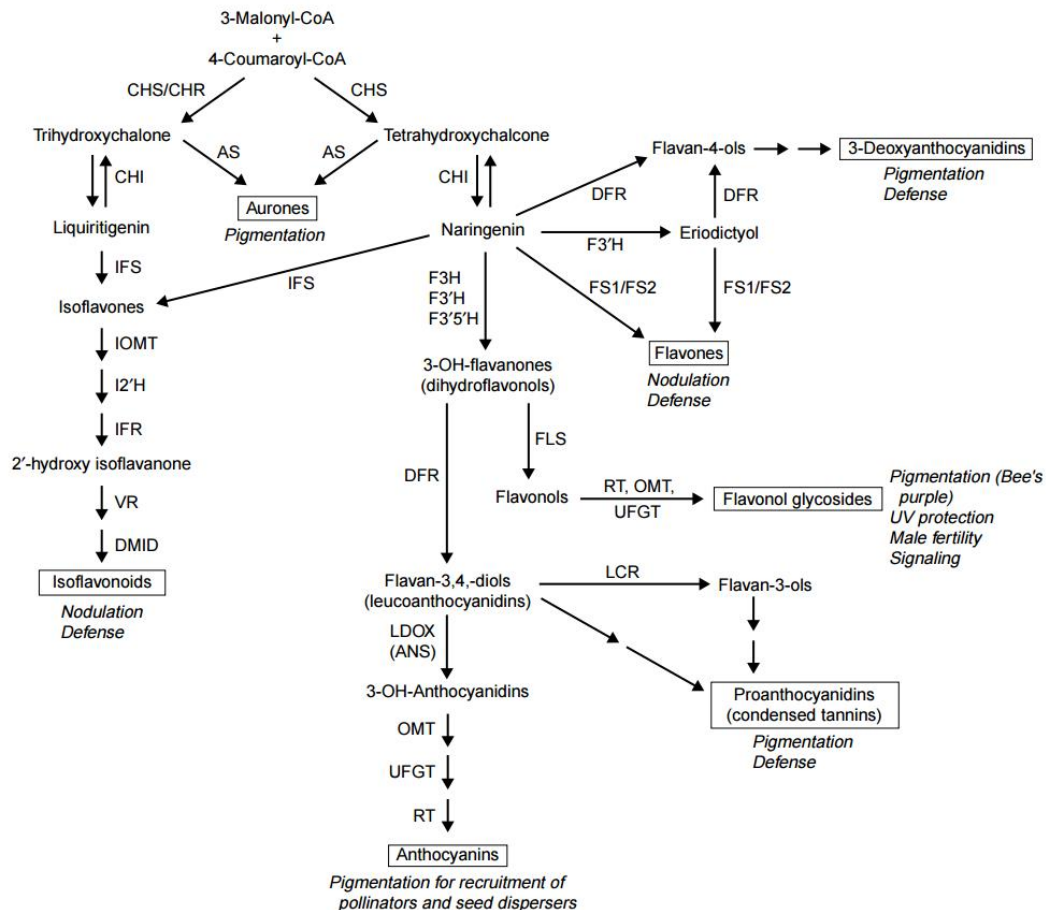 3-Malonyl-CoA
+
4-Coumaroyl-CoA
CHS/CHR
CHS
Trihydroxychalone
Tetrahydroxychalcone
AS
AS
CHI
CHI
Flavan-4-ols
3-Deoxyanthocyanidins
Pigmentation
Defense
DFR
DFR
Aurones
Pigmentation
Liquiritigenin
Naringenin
F3′H
Eriodictyol
IFS
IFS
Isoflavones
F3H
F3′H
F3′5′H
FS1/FS2
FS1/FS2
IOMT
I2′H
IFR
2′-hydroxy isoflavanone
VR
DMID
Isoflavonoids
Nodulation
Defense
3-OH-flavanones
(dihydroflavonols)
Flavones
Nodulation
Defense
FLS
DFR
Flavonols
RT, OMT,
UFGT
Flavonol glycosides
Pigmentation (Bee's
purple)
UV protection
Male fertility
Signaling
Flavan-3,4,-diols
(leucoanthocyanidins)
LCR
Flavan-3-ols
LDOX
(ANS)
3-OH-Anthocyanidins
Proanthocyanidins
(condensed tannins)
Pigmentation
Defense
OMT
UFGT
RT
Anthocyanins
Pigmentation for recruitment of
pollinators and seed dispersers